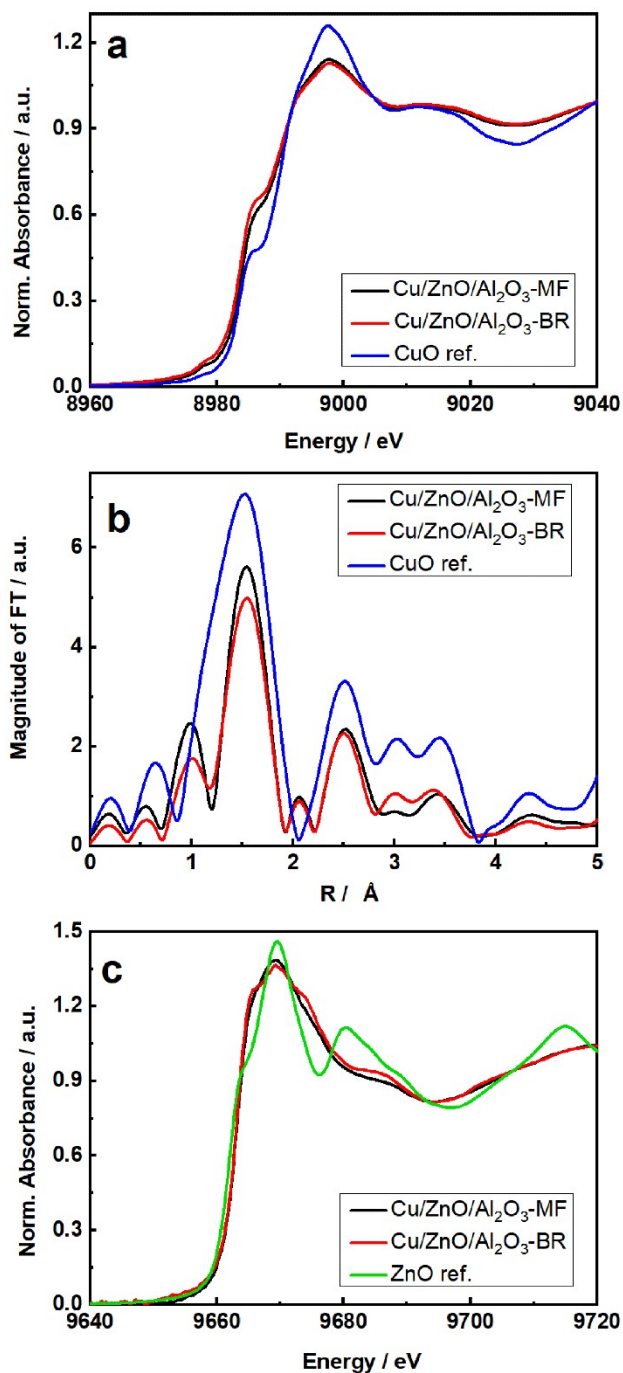 a
1.2
0.9
0.6
0.3
0.0
Norm. Absorbance / a.u.
Cu/ZnO/Al₂O₃-MF
Cu/ZnO/Al₂O₃-BR
CuO ref.
8960 8980 9000 9020 9040
Energy / eV
b
6
4
2
0
Magnitude of FT / a.u.
Cu/ZnO/Al₂O₃-MF
Cu/ZnO/Al₂O₃-BR
CuO ref.
0 1 2 3 4 5
R / Å
c
1.5
1.2
0.9
0.6
0.3
0.0
Norm. Absorbance / a.u.
Cu/ZnO/Al₂O₃-MF
Cu/ZnO/Al₂O₃-BR
ZnO ref.
9640 9660 9680 9700 9720
Energy / eV